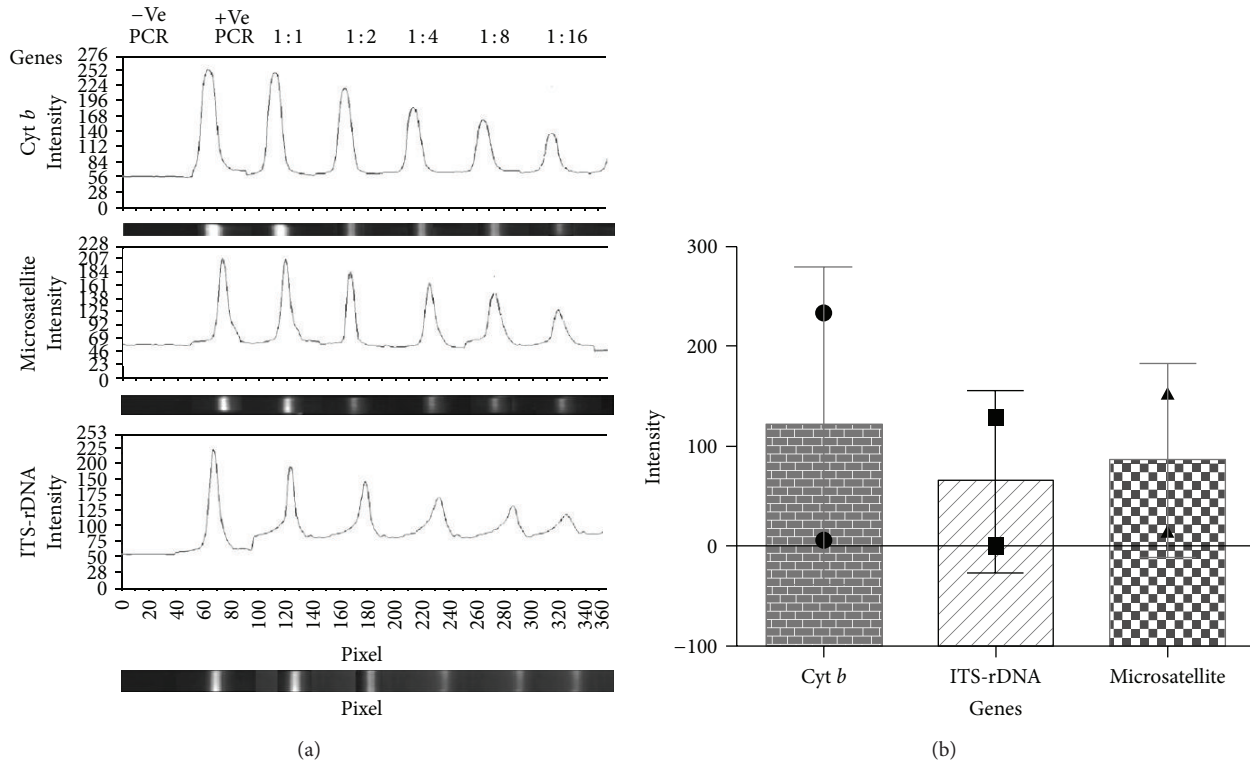 −Ve PCR
+Ve PCR
1 : 1
1 : 2
1 : 4
1 : 8
1 : 16
Genes
Cyt b
Intensity
276
252
224
196
168
140
112
84
56
28
0
Microsatellite
Intensity
228
207
184
161
138
125
92
69
46
23
0
ITS-rDNA
Intensity
253
225
200
150
175
125
100
75
50
28
0
0
20
40
60
80
100
120
140
160
180
200
220
240
260
280
300
320
340
360
Pixel
Pixel
(a)
Intensity
300
200
100
0
−100
Cyt b
ITS-rDNA
Microsatellite
Genes
(b)